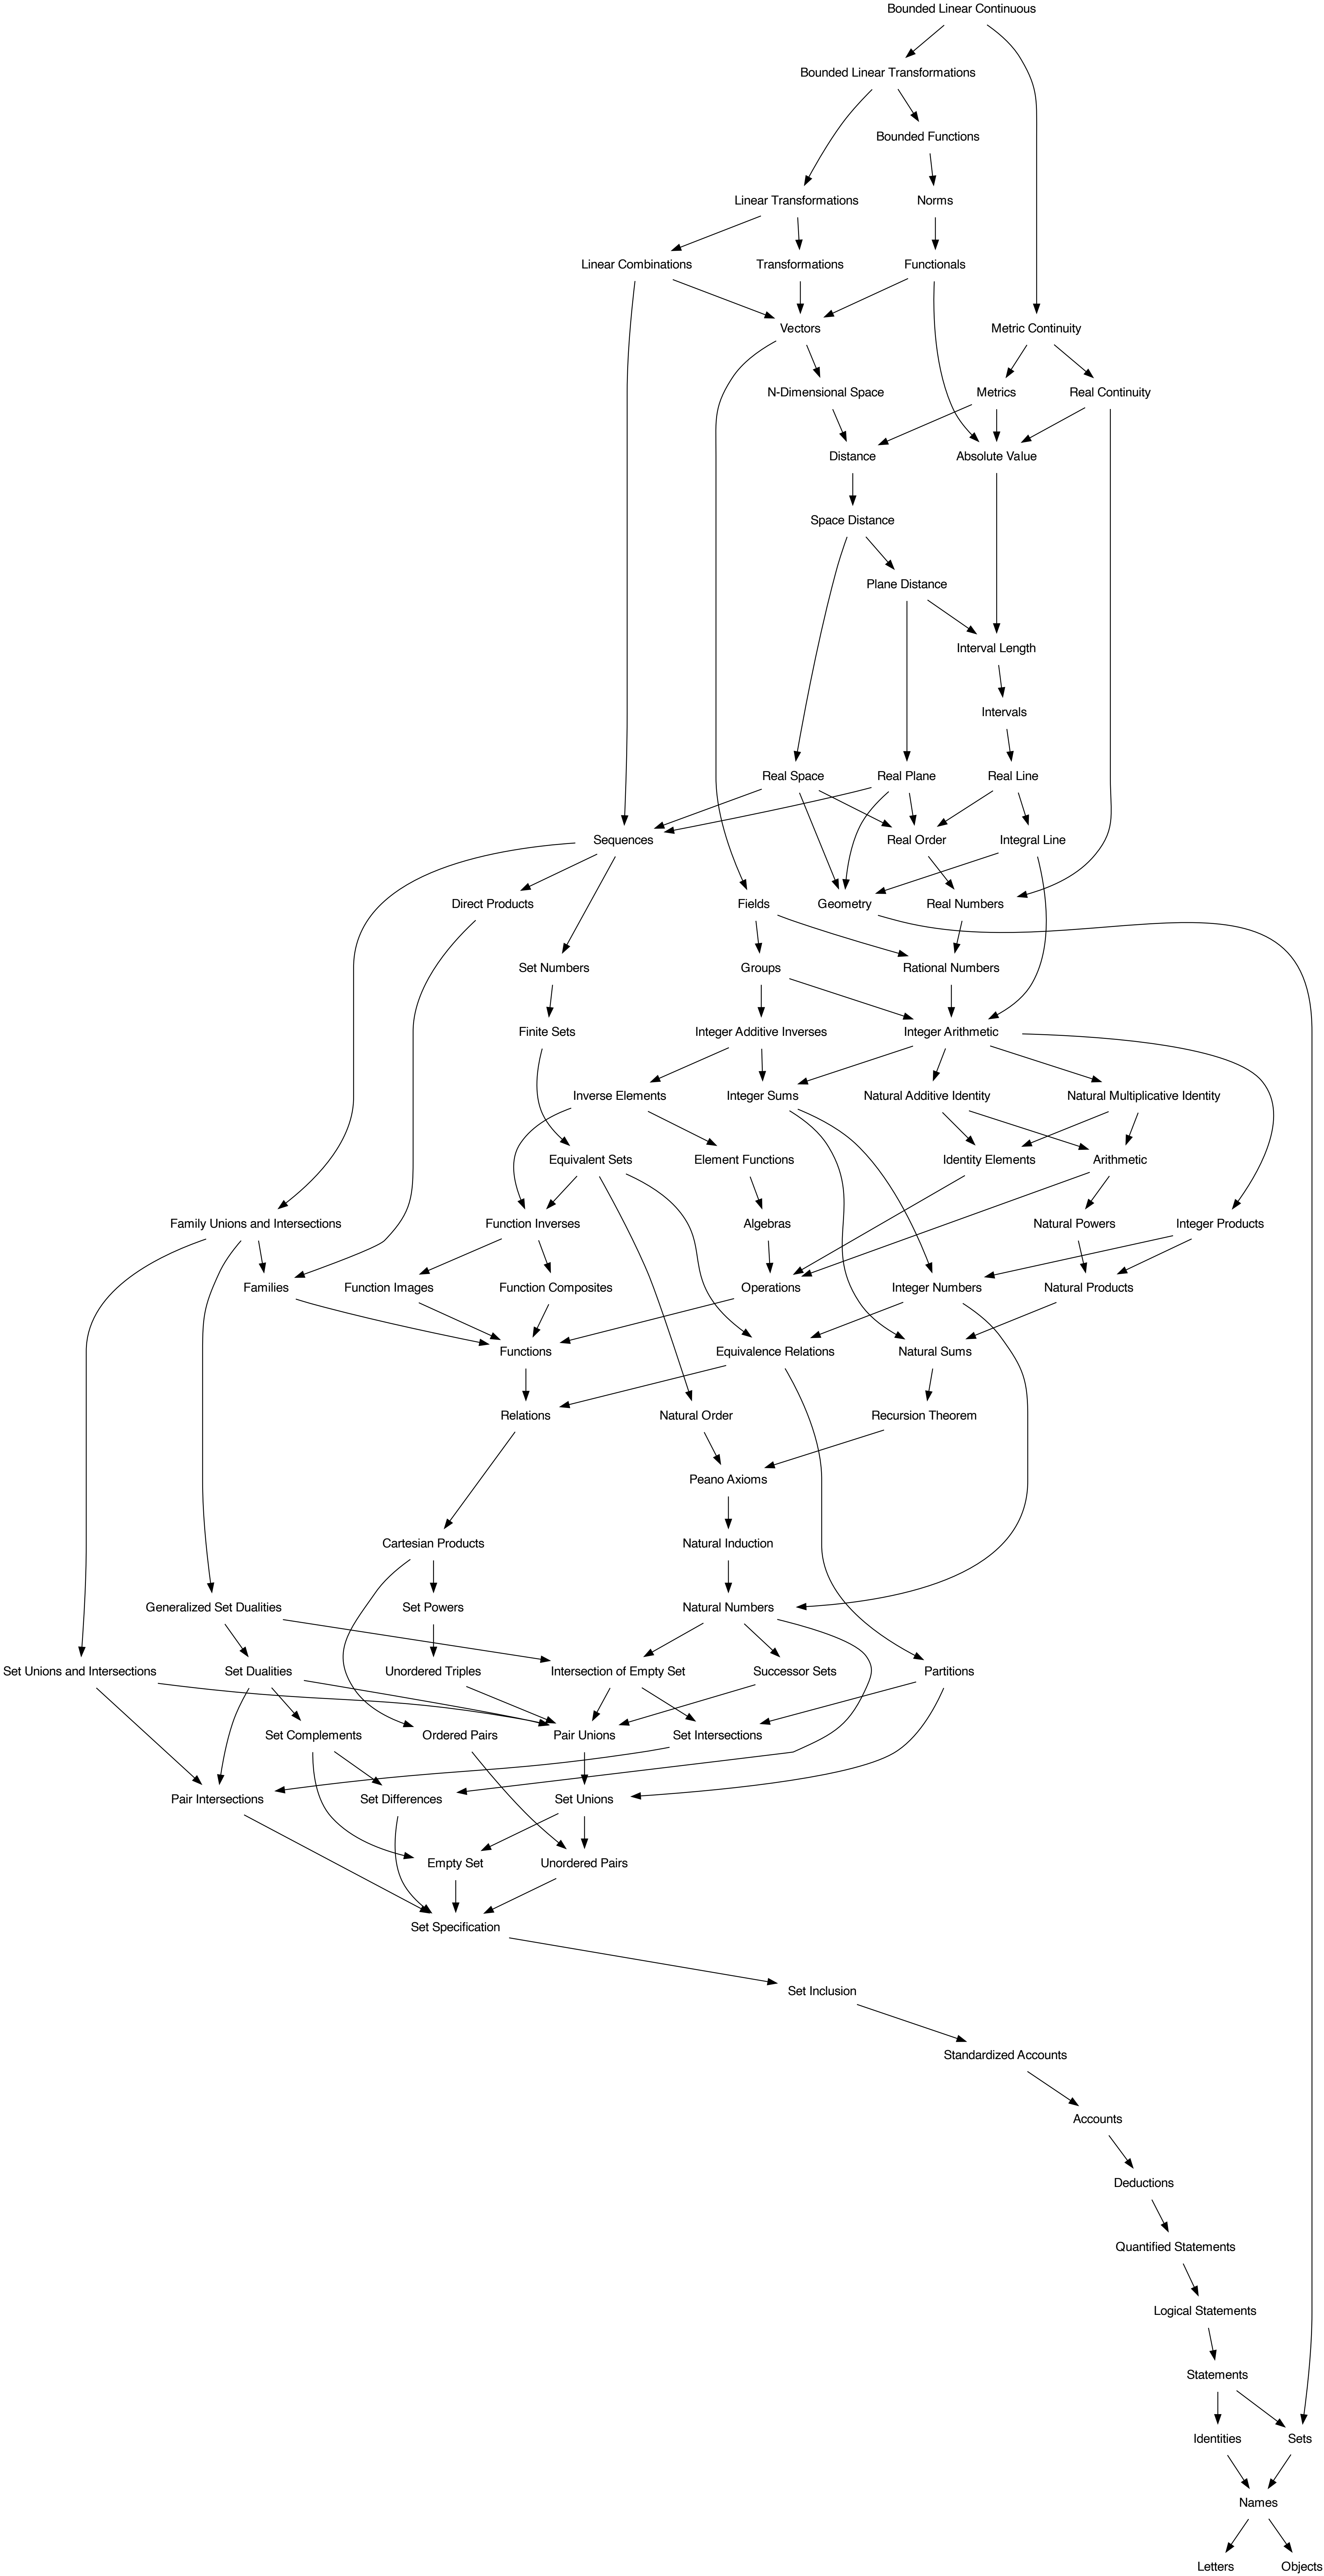 Bounded Linear Continuous
Bounded Linear Transformations
Bounded Functions
Linear Transformations
Norms
Linear Combinations
Transformations
Functionals
Vectors
Metric Continuity
N-Dimensional Space
Metrics
Real Continuity
Distance
Absolute Value
Space Distance
Plane Distance
Interval Length
Intervals
Real Space
Real Plane
Real Line
Sequences
Real Order
Integral Line
Direct Products
Fields
Geometry
Real Numbers
Set Numbers
Groups
Rational Numbers
Finite Sets
Integer Additive Inverses
Integer Arithmetic
Inverse Elements
Integer Sums
Natural Additive Identity
Natural Multiplicative Identity
Equivalent Sets
Element Functions
Identity Elements
Arithmetic
Family Unions and Intersections
Function Inverses
Algebras
Natural Powers
Integer Products
Families
Function Images
Function Composites
Operations
Integer Numbers
Natural Products
Functions
Equivalence Relations
Natural Sums
Relations
Natural Order
Recursion Theorem
Peano Axioms
Cartesian Products
Natural Induction
Generalized Set Dualities
Set Powers
Natural Numbers
Set Unions and Intersections
Set Dualities
Unordered Triples
Intersection of Empty Set
Successor Sets
Partitions
Set Complements
Ordered Pairs
Pair Unions
Set Intersections
Pair Intersections
Set Differences
Set Unions
Empty Set
Unordered Pairs
Set Specification
Set Inclusion
Standardized Accounts
Accounts
Deductions
Quantified Statements
Logical Statements
Statements
Identities
Sets
Names
Letters
Objects